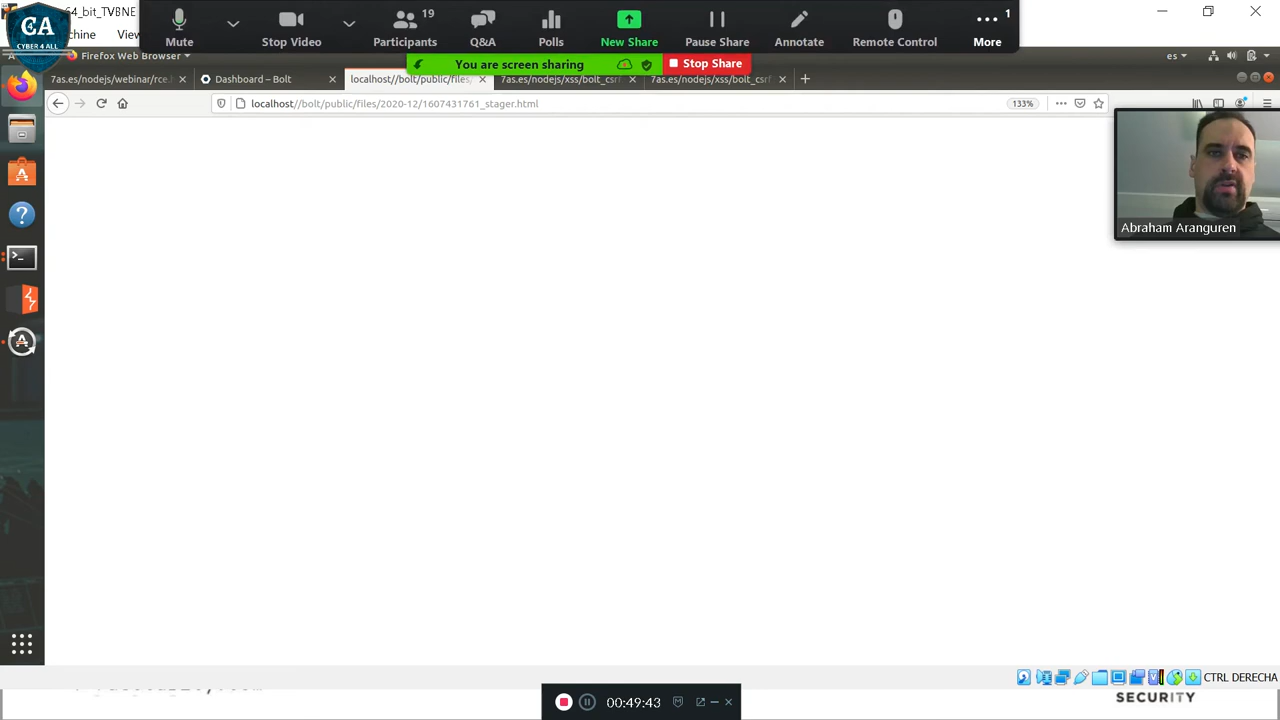 64_bit_TVBNE
CA
CYBER 4 ALL
chine View
Mute
Stop Video
19
Participants
Q&A
Polls
New Share
Pause Share
Annotate
Remote Control
1
More
Firefox Web Browser
You are screen sharing
Stop Share
es
7as.es/nodejs/webinar/rce.
Dashboard – Bolt
localhost//bolt/public/files/
7as.es/nodejs/xss/bolt_csrf
7as.es/nodejs/xss/bolt_csrf
localhost//bolt/public/files/2020-12/1607431761_stager.html
133%
Abraham Aranguren
CTRL DERECHA
00:49:43
SECURITY